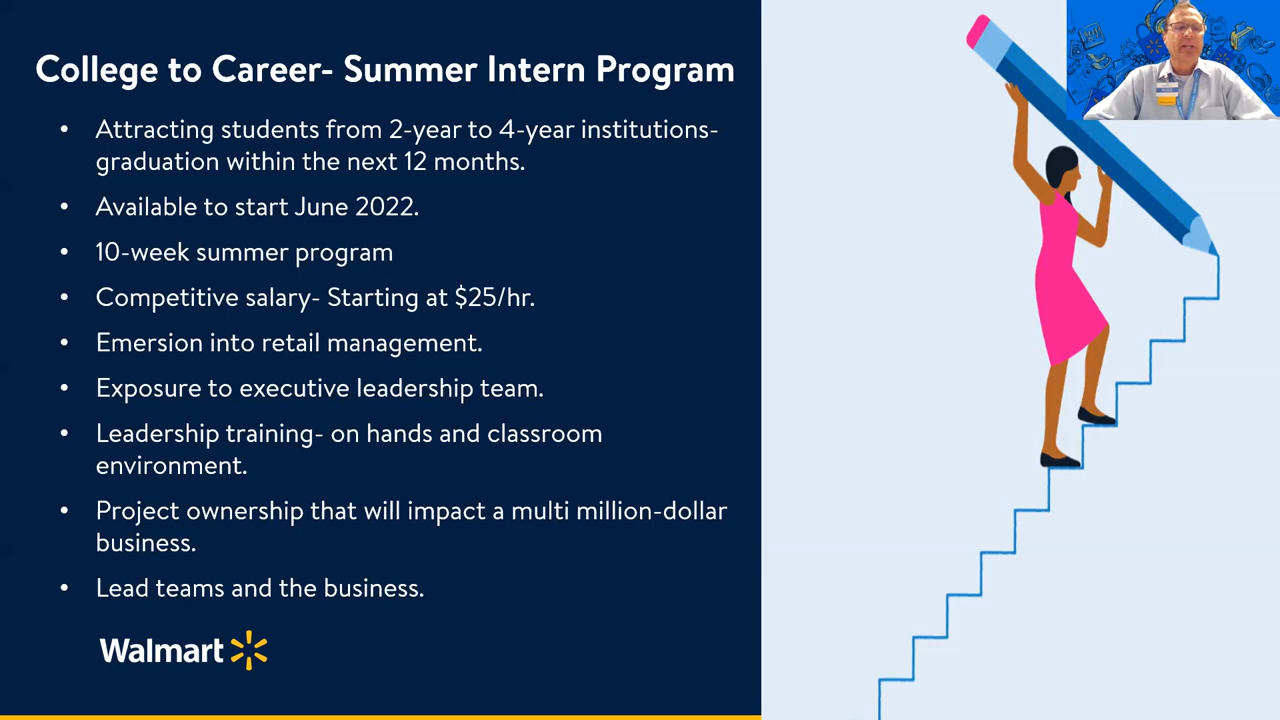 College to Career- Summer Intern Program
• Attracting students from 2-year to 4-year institutions-
graduation within the next 12 months.
• Available to start June 2022.
• 10-week summer program
• Competitive salary- Starting at $25/hr.
• Emersion into retail management.
• Exposure to executive leadership team.
• Leadership training- on hands and classroom
environment.
• Project ownership that will impact a multi million-dollar
business.
• Lead teams and the business.
Walmart